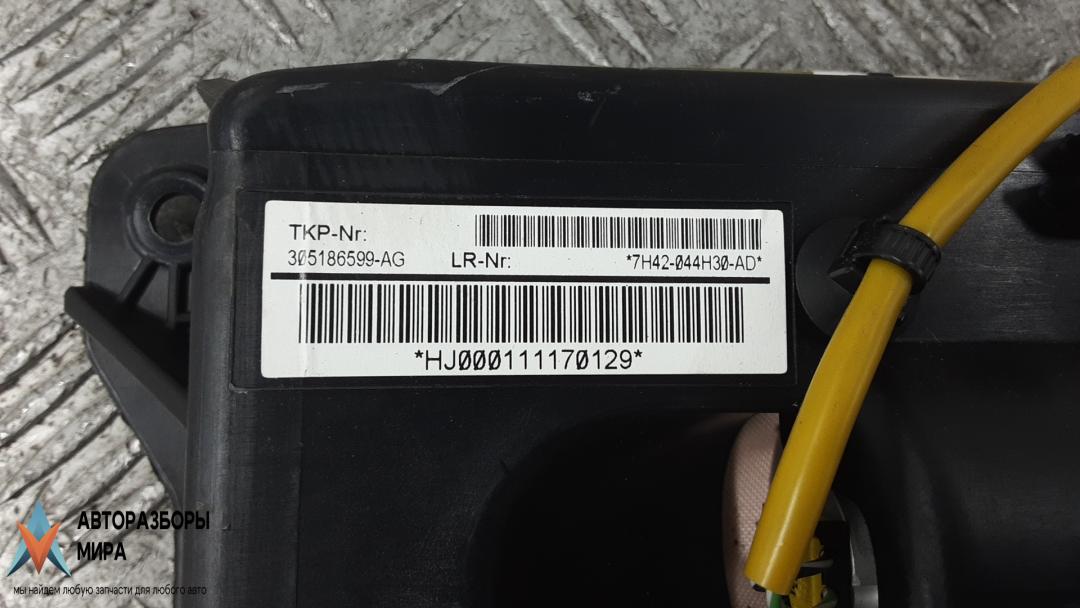 TKP-Nr:
305186599-AG LR-Nr: *7H42-044H30-AD*
*HJ000111170129*
АВТОРАЗБОРЫ
МИРА
мы найдем любую запчасти для любого авто